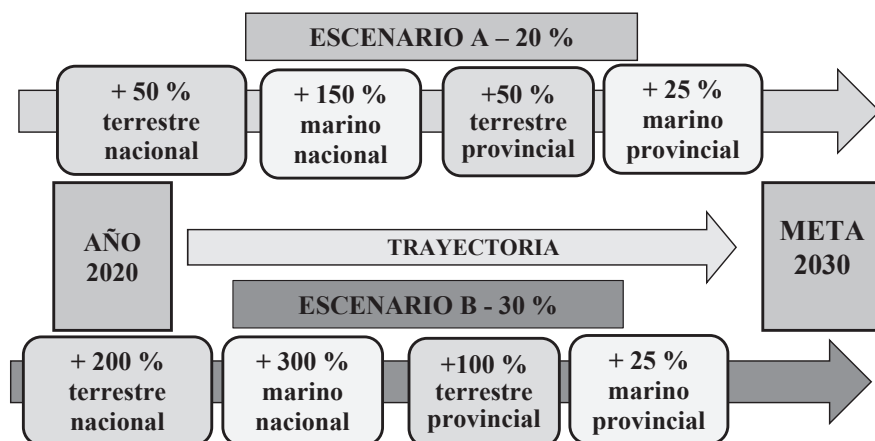 ESCENARIO A – 20 %
+ 50 %
terrestre
nacional
+ 150 %
marino
nacional
+50 %
terrestre
provincial
+ 25 %
marino
provincial
AÑO
2020
TRAYECTORIA
META
2030
ESCENARIO B - 30 %
+ 200 %
terrestre
nacional
+ 300 %
marino
nacional
+100 %
terrestre
provincial
+ 25 %
marino
provincial